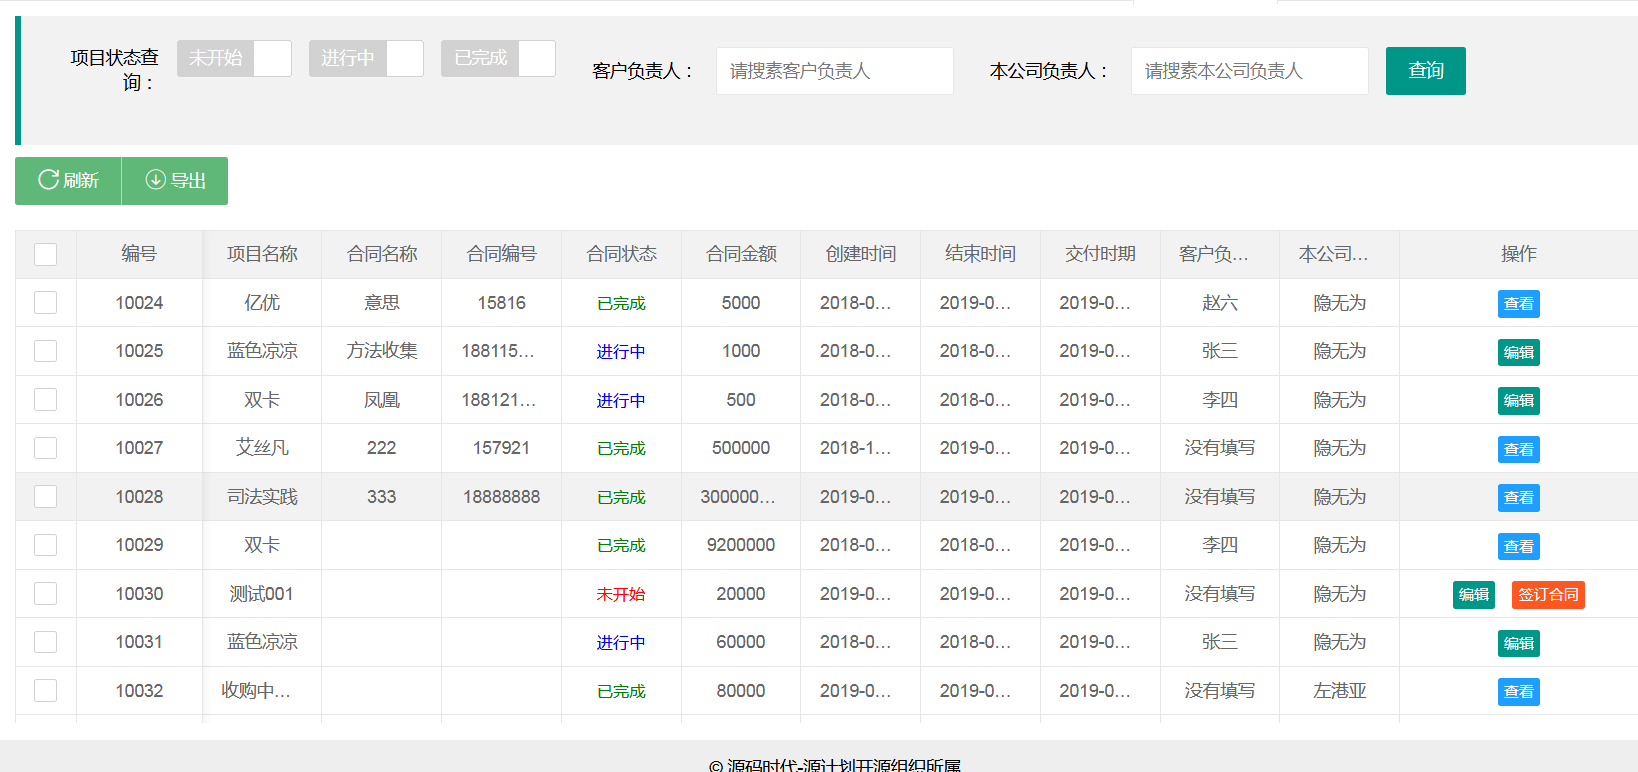 项目状态查询： 未开始 进行中 已完成 客户负责人： 请搜素客户负责人 本公司负责人： 请搜素本公司负责人 查询
刷新 导出
编号 项目名称 合同名称 合同编号 合同状态 合同金额 创建时间 结束时间 交付时期 客户负... 本公司... 操作
10024 亿优 意思 15816 已完成 5000 2018-0... 2019-0... 2019-0... 赵六 隐无为 查看
10025 蓝色凉凉 方法收集 188115... 进行中 1000 2018-0... 2018-0... 2019-0... 张三 隐无为 编辑
10026 双卡 凤凰 188121... 进行中 500 2018-0... 2018-0... 2019-0... 李四 隐无为 编辑
10027 艾丝凡 222 157921 已完成 500000 2018-1... 2019-0... 2019-0... 没有填写 隐无为 查看
10028 司法实践 333 18888888 已完成 300000... 2019-0... 2019-0... 2019-0... 没有填写 隐无为 查看
10029 双卡 已完成 9200000 2018-0... 2018-0... 2019-0... 李四 隐无为 查看
10030 测试001 未开始 20000 2019-0... 2019-0... 2019-0... 没有填写 隐无为 编辑 签订合同
10031 蓝色凉凉 进行中 60000 2018-0... 2018-0... 2019-0... 张三 隐无为 编辑
10032 收购中... 已完成 80000 2019-0... 2019-0... 2019-0... 没有填写 左港亚 查看
© 源码时代-源计划开源组织所属